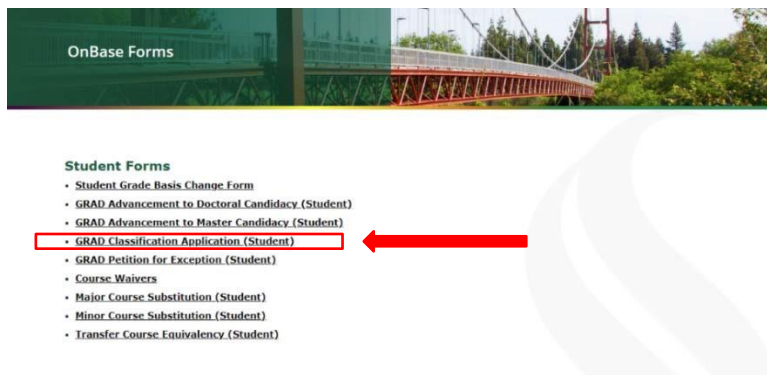 OnBase Forms
Student Forms
• Student Grade Basis Change Form
• GRAD Advancement to Doctoral Candidacy (Student)
• GRAD Advancement to Master Candidacy (Student)
• GRAD Classification Application (Student)
• GRAD Petition for Exception (Student)
• Course Waivers
• Major Course Substitution (Student)
• Minor Course Substitution (Student)
• Transfer Course Equivalency (Student)